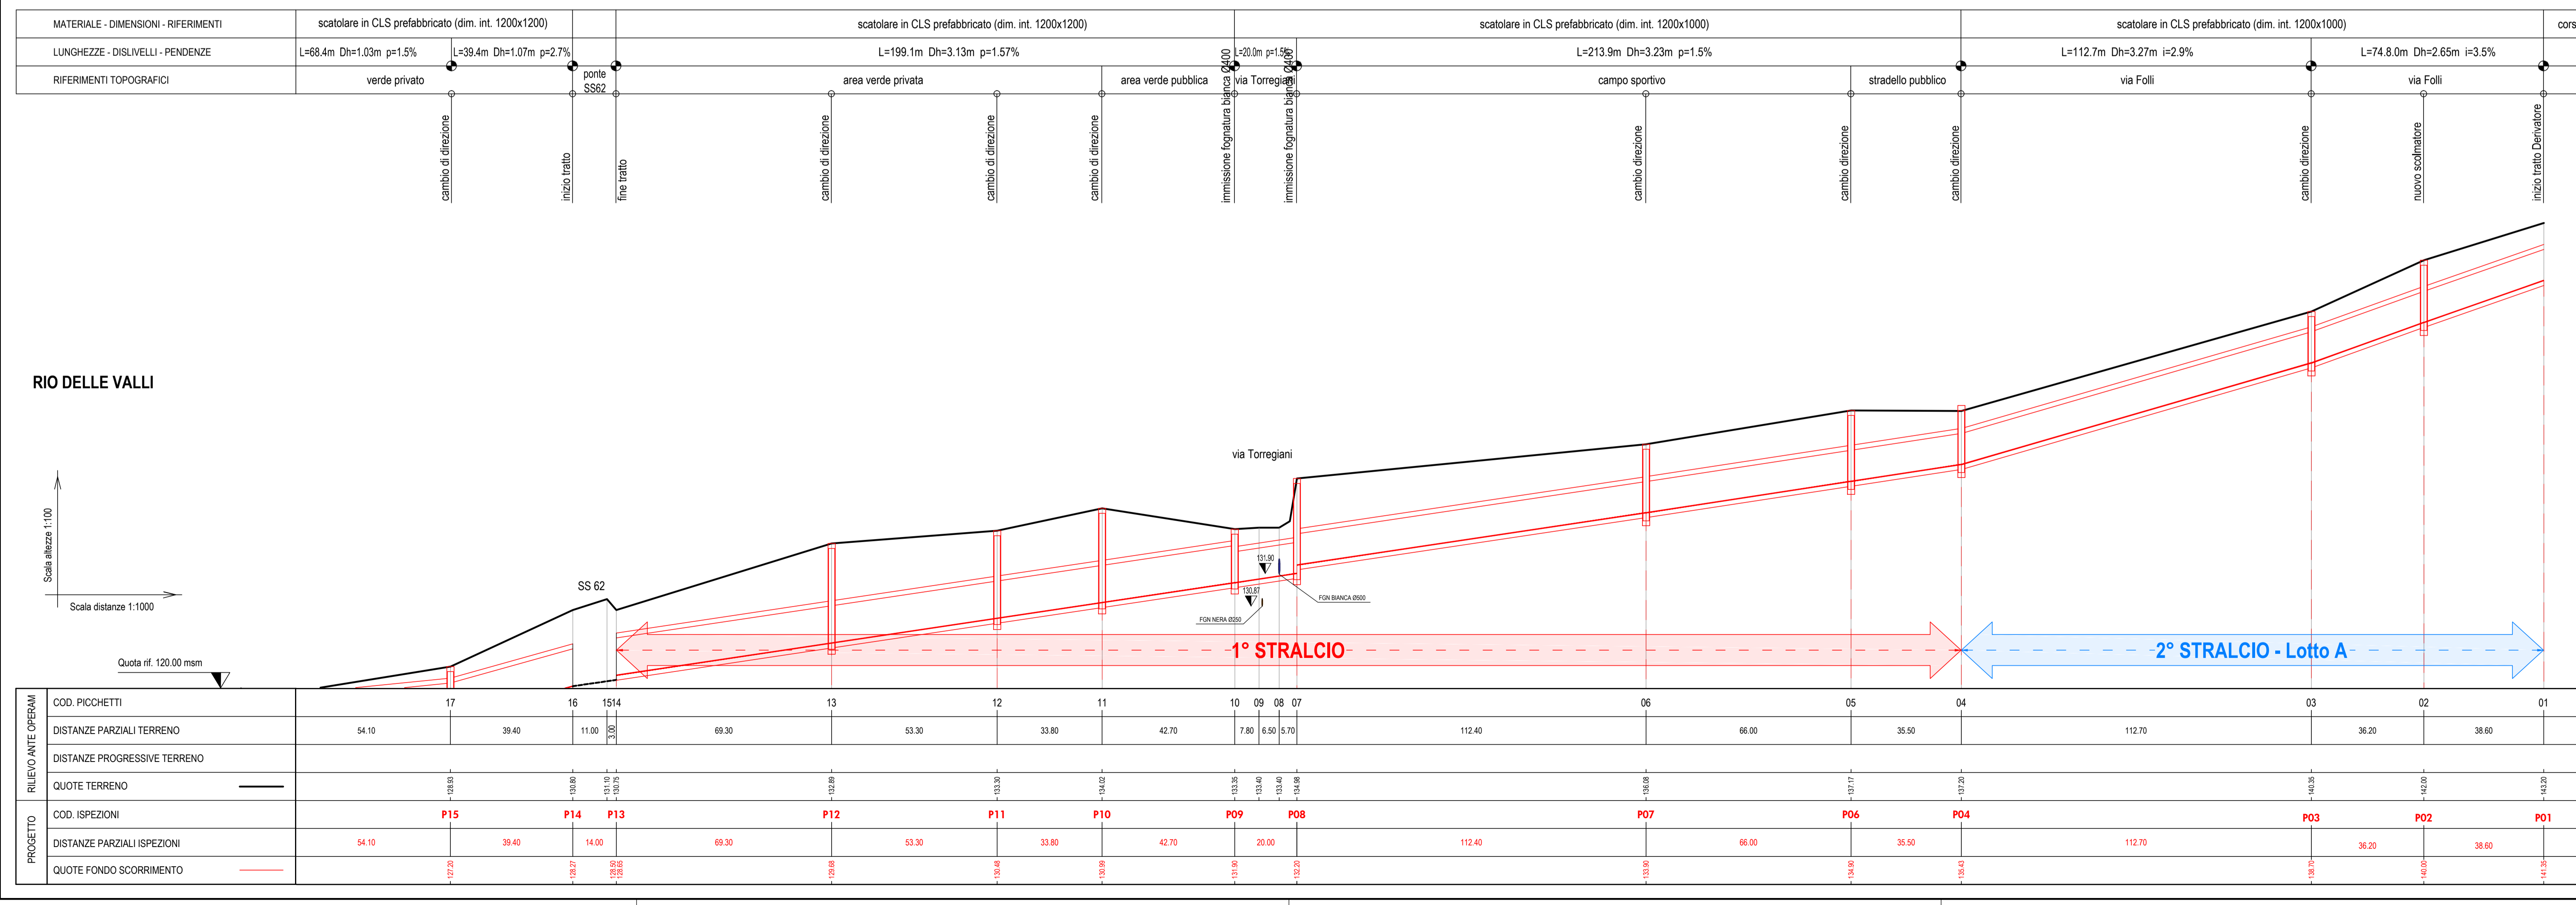 MATERIALE - DIMENSIONI - RIFERIMENTI
scatolare in CLS prefabbricato (dim. int. 1200x1200)
scatolare in CLS prefabbricato (dim. int. 1200x1200)
scatolare in CLS prefabbricato (dim. int. 1200x1000)
scatolare in CLS prefabbricato (dim. int. 1200x1000)
cors
LUNGHEZZE - DISLIVELLI - PENDENZE
L=68.4m Dh=1.03m p=1.5%
L=39.4m Dh=1.07m p=2.7%
L=199.1m Dh=3.13m p=1.57%
L=20.0m p=1.5%
L=213.9m Dh=3.23m p=1.5%
L=112.7m Dh=3.27m i=2.9%
L=74.8.0m Dh=2.65m i=3.5%
RIFERIMENTI TOPOGRAFICI
verde privato
ponte
SS62
area verde privata
area verde pubblica
via Torregiani
campo sportivo
stradello pubblico
via Folli
via Folli
cambio di direzione
inizio tratto
fine tratto
cambio di direzione
cambio di direzione
cambio di direzione
immissione fognatura bianca Ø400
immissione fognatura bianca Ø400
cambio direzione
cambio direzione
cambio direzione
cambio direzione
nuovo scolmatore
inizio tratto Derivatore
RIO DELLE VALLI
Scala altezze 1:100
Scala distanze 1:1000
Quota rif. 120.00 msm
SS 62
via Torregiani
131.90
130.87
FGN BIANCA Ø500
FGN NERA Ø250
1° STRALCIO
2° STRALCIO - Lotto A
RILIEVO ANTE OPERAM
COD. PICCHETTI
17 16 15 14 13 12 11 10 09 08 07 06 05 04 03 02 01
DISTANZE PARZIALI TERRENO
54.10 39.40 11.00 3.00 69.30 53.30 33.80 42.70 7.80 6.50 5.70 112.40 66.00 35.50 112.70 36.20 38.60
DISTANZE PROGRESSIVE TERRENO
QUOTE TERRENO
128.93 130.80 131.10 130.75 132.89 133.30 134.02 133.35 133.40 133.40 134.98 136.08 137.17 137.20 140.35 142.00 143.20
PROGETTO
COD. ISPEZIONI
P15 P14 P13 P12 P11 P10 P09 P08 P07 P06 P04 P03 P02 P01
DISTANZE PARZIALI ISPEZIONI
54.10 39.40 14.00 69.30 53.30 33.80 42.70 20.00 112.40 66.00 35.50 112.70 36.20 38.60
QUOTE FONDO SCORRIMENTO
127.20 128.27 128.50 128.65 129.68 130.48 130.99 131.90 132.20 133.90 134.90 135.43 138.70 140.00 141.35